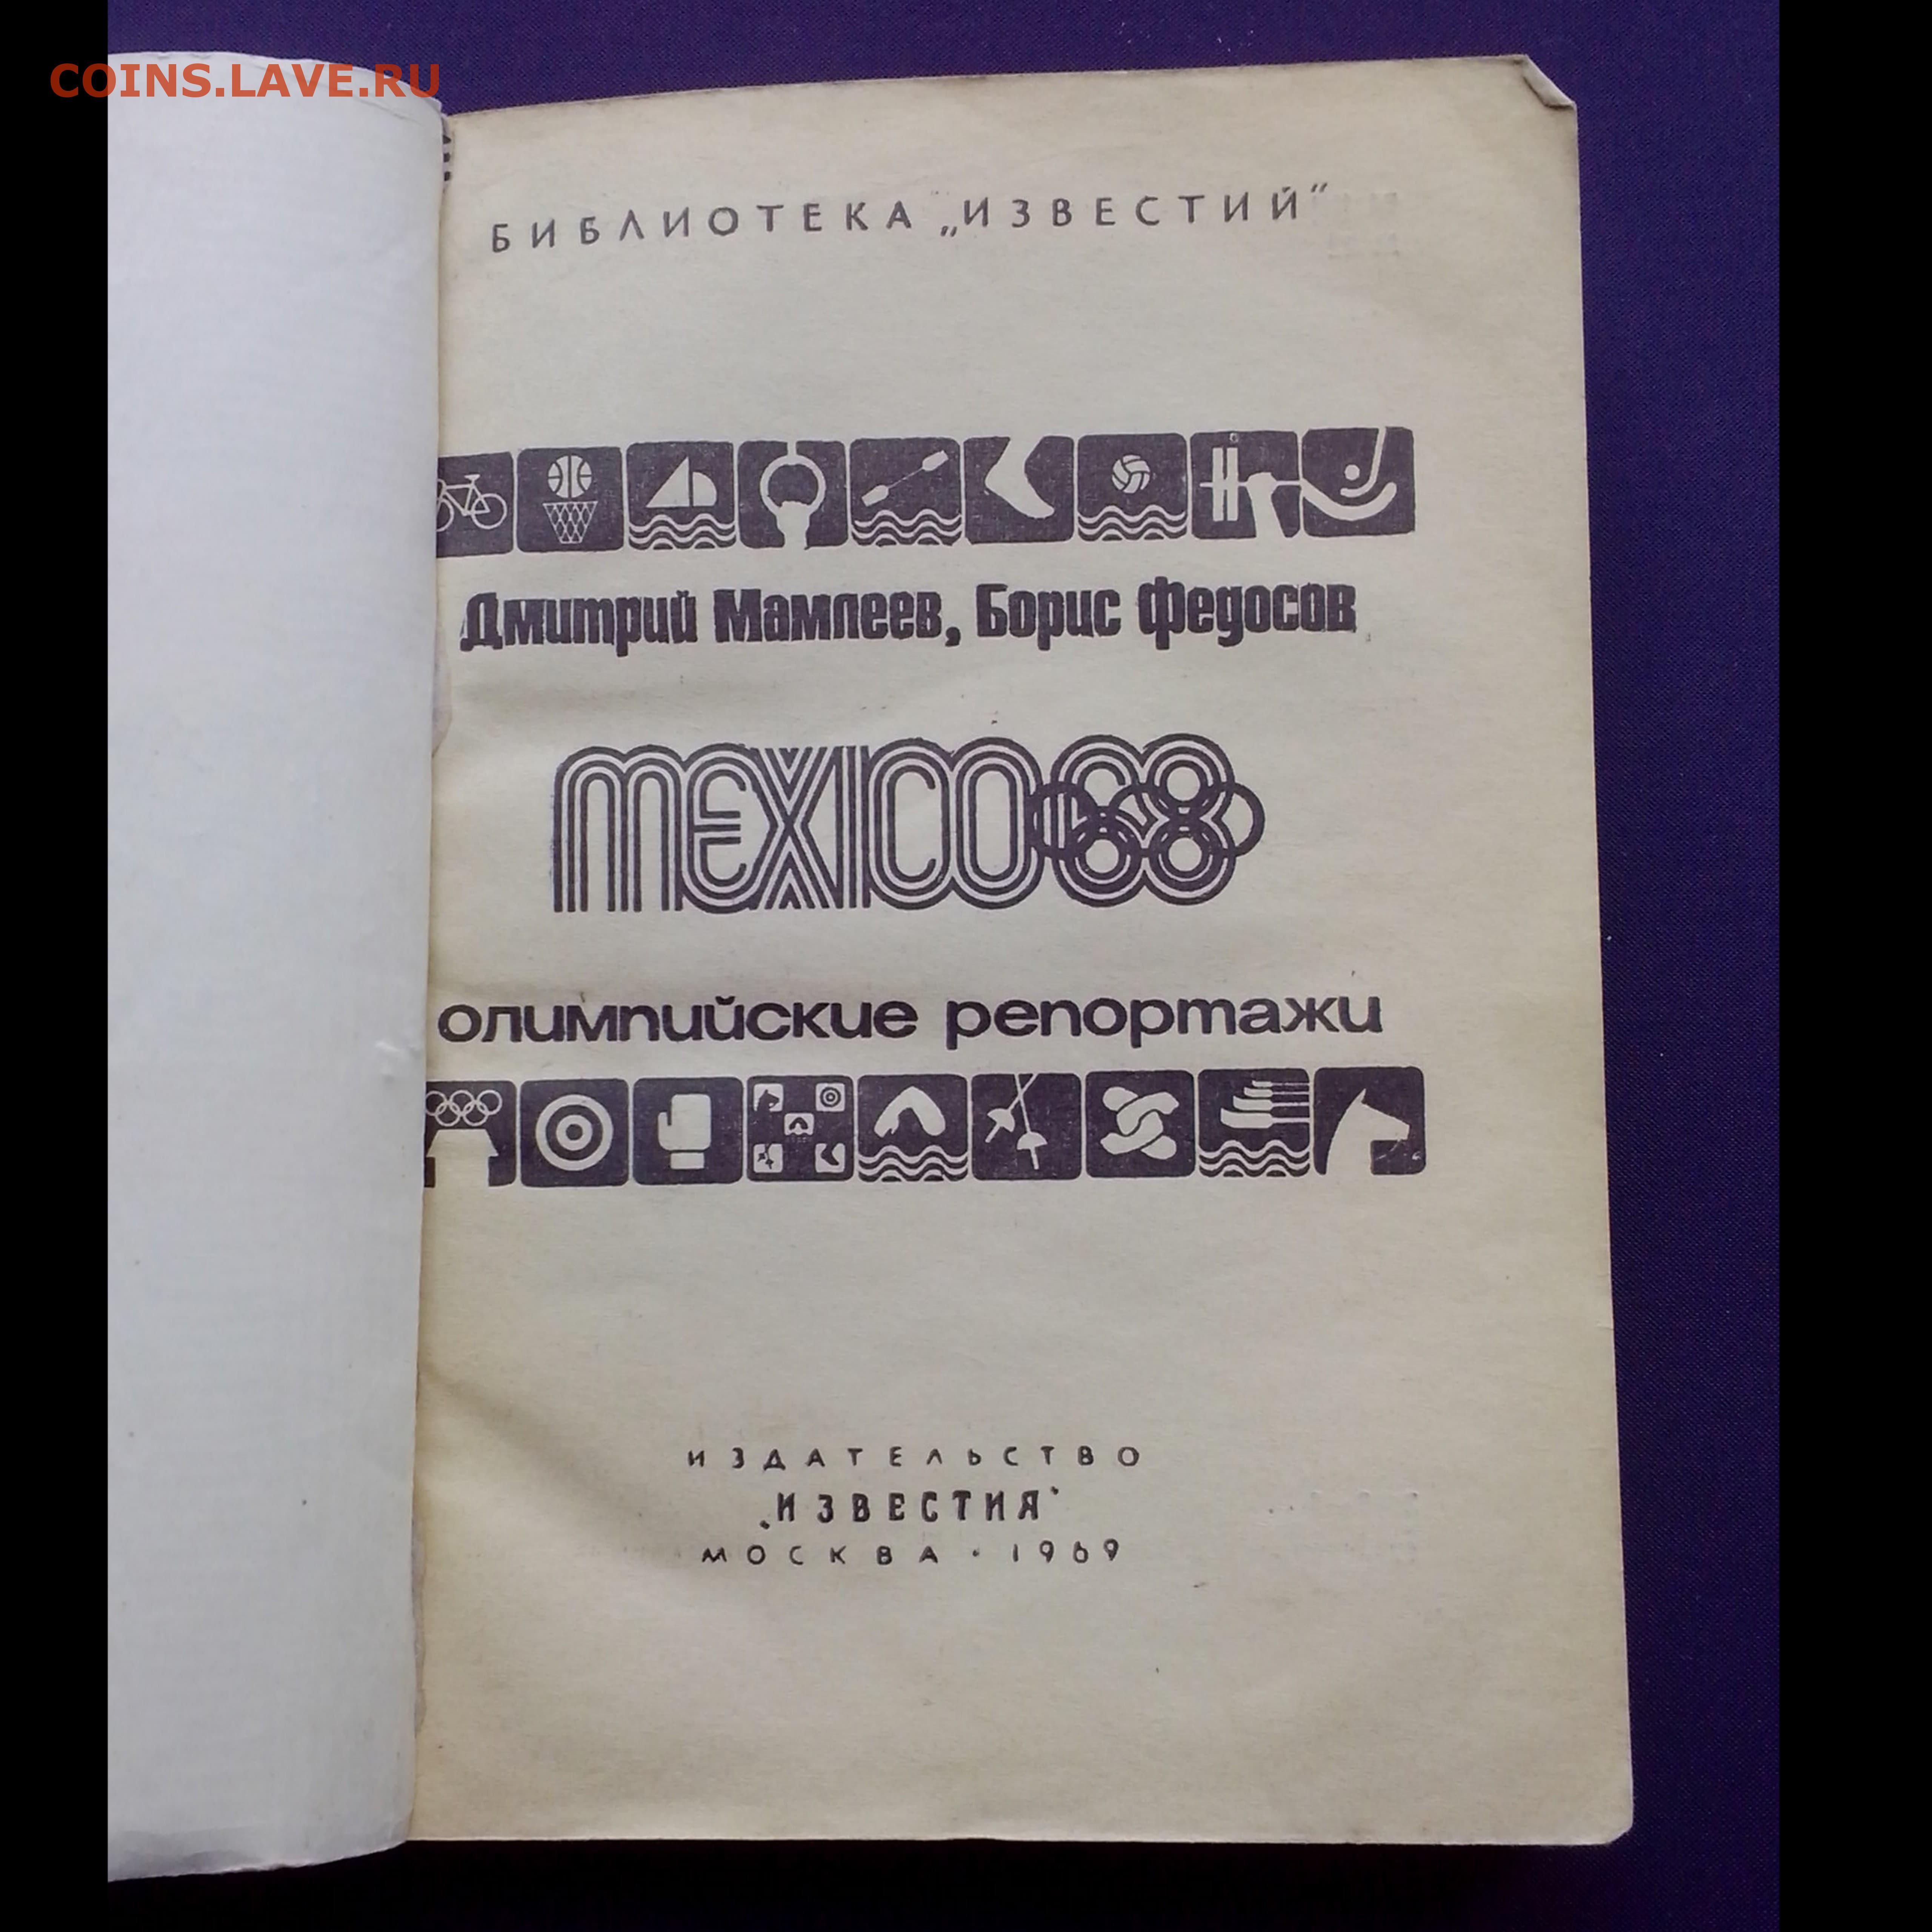 COINS.LAVE.RU
БИБЛИОТЕКА „ИЗВЕСТИЙ“
Дмитрий Мамлеев, Борис Федосов
MEXICO68
олимпийские репортажи
ИЗДАТЕЛЬСТВО
„ИЗВЕСТИЯ“
МОСКВА · 1969